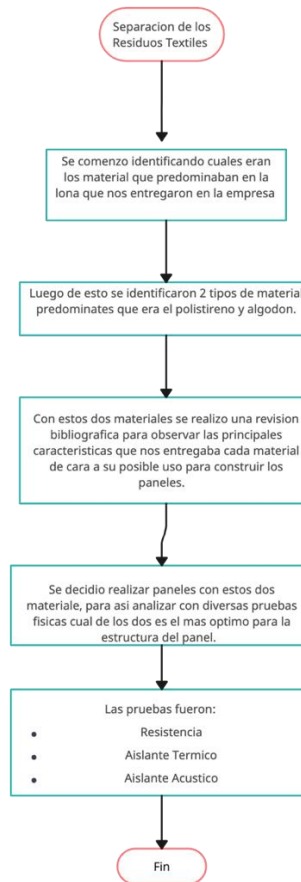 Separacion de los
Residuos Textiles
Se comenzo identificando cuales eran
los material que predominaban en la
lona que nos entregaron en la empresa
Luego de esto se identificaron 2 tipos de materia
predominates que era el polistireno y algodon.
Con estos dos materiales se realizo una revision
bibliografica para observar las principales
caracteristicas que nos entregaba cada material
de cara a su posible uso para construir los
paneles.
Se decidio realizar paneles con estos dos
materiale, para asi analizar con diversas pruebas
fisicas cual de los dos es el mas optimo para la
estructura del panel.
Las pruebas fueron:
• Resistencia
• Aislante Termico
• Aislante Acustico
Fin